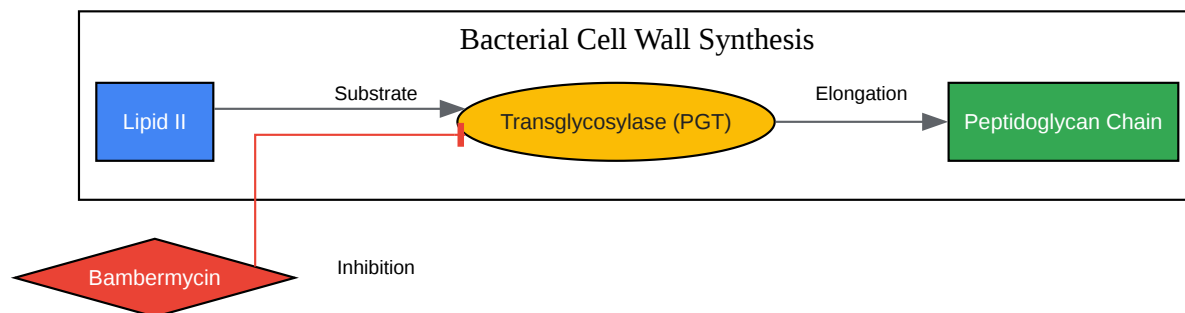 Bacterial Cell Wall Synthesis
Substrate
Elongation
Lipid II
Transglycosylase (PGT)
Peptidoglycan Chain
Bambermycin
Inhibition